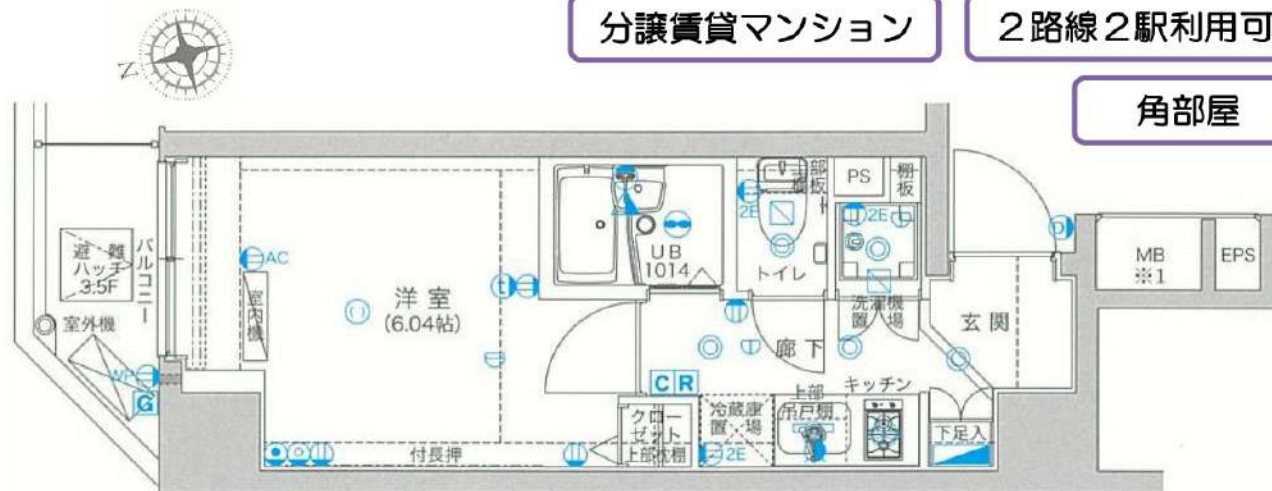 分譲賃貸マンション
２路線２駅利用可
角部屋
N
避難
ハッチ
3.5F
バルコニー
室外機
WP
G
AC
室内機
洋室
(6.04帖)
t
付長押
UB
1014
2E
トイレ
PS
棚板
2E
洗濯機
置場
廊下
玄関
D
MB
※1
EPS
C R
クロー
ゼット
上部枕棚
冷蔵庫
置場
2E
上部
吊戸棚
キッチン
下足入